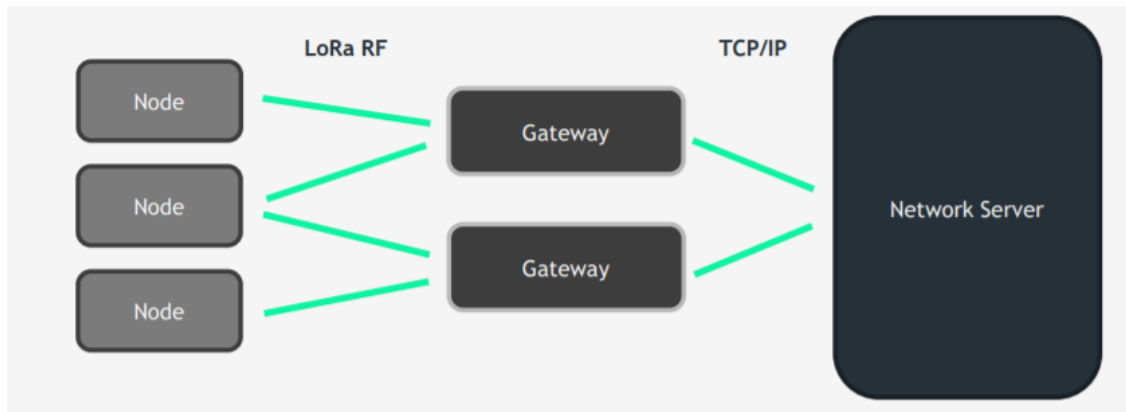 LoRa RF
TCP/IP
Node
Node
Node
Gateway
Gateway
Network Server